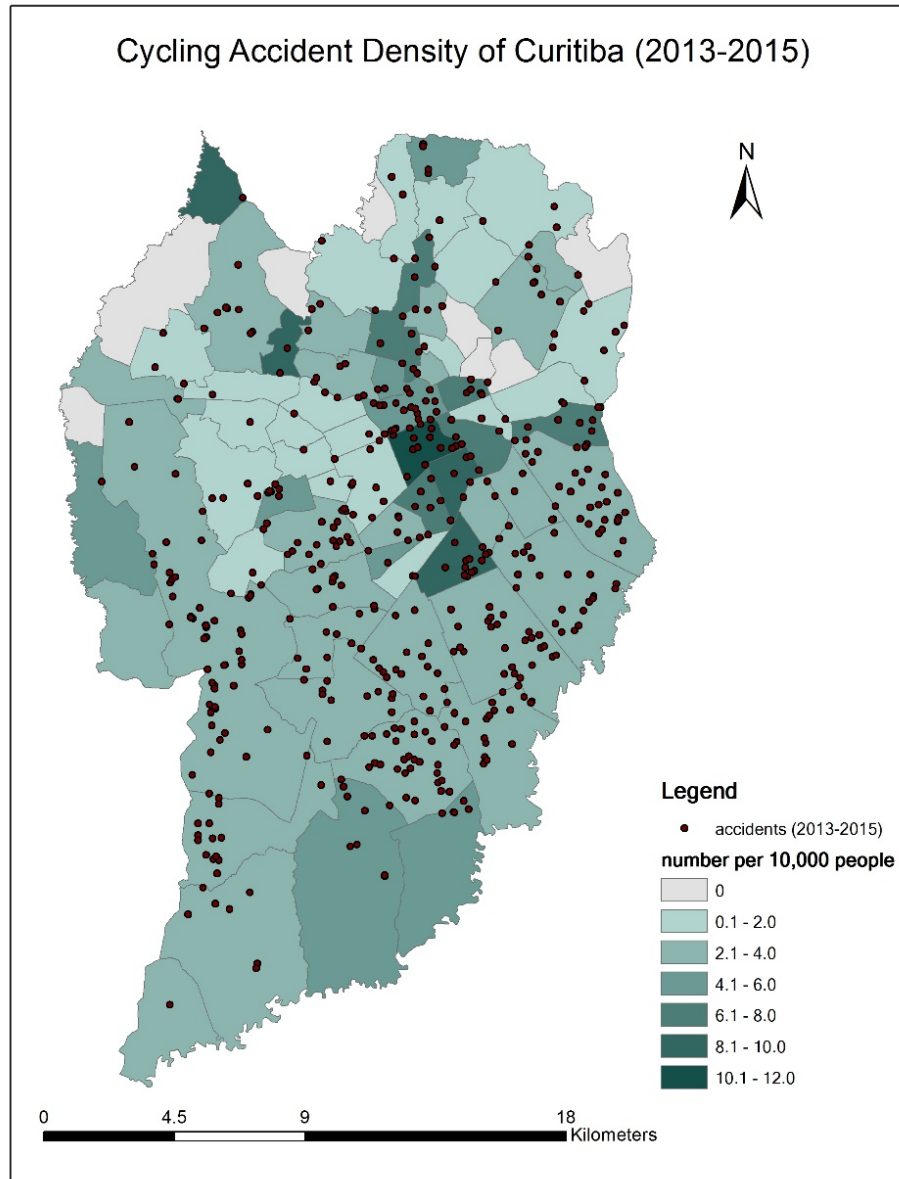 Cycling Accident Density of Curitiba (2013-2015)
N
Legend
accidents (2013-2015)
number per 10,000 people
0
0.1 - 2.0
2.1 - 4.0
4.1 - 6.0
6.1 - 8.0
8.1 - 10.0
10.1 - 12.0
0 4.5 9 18
Kilometers